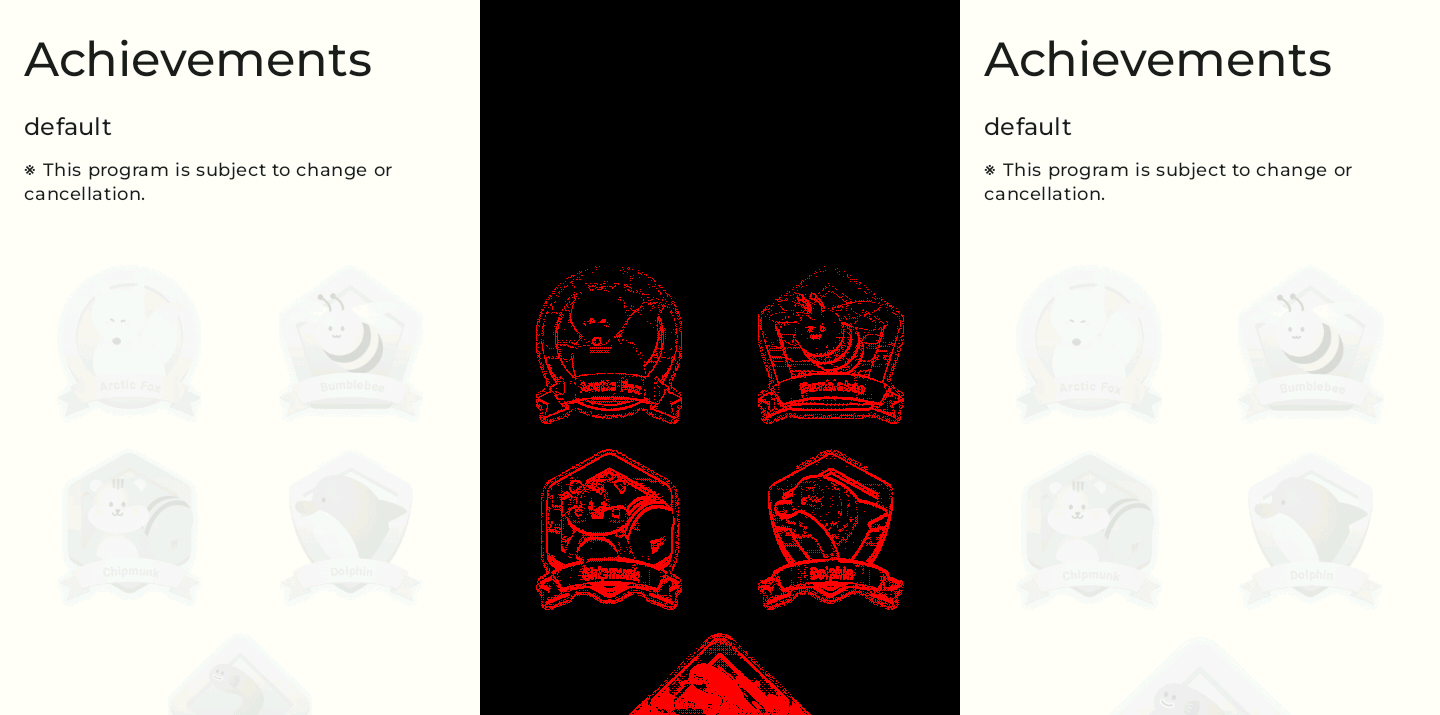 Achievements
default
※ This program is subject to change or
cancellation.
Arctic Fox
Bumblebee
Chipmunk
Dolphin
Arctic Fox
Bumblebee
Chipmunk
Dolphin
Achievements
default
※ This program is subject to change or
cancellation.
Arctic Fox
Bumblebee
Chipmunk
Dolphin